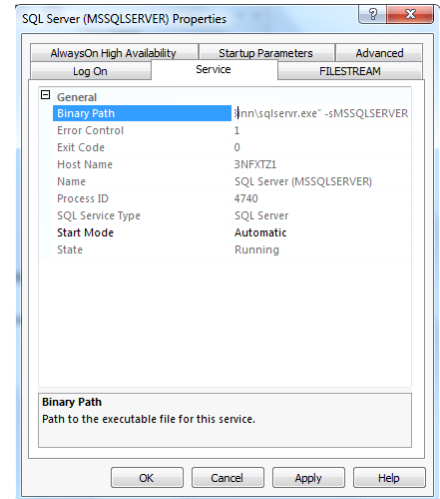 SQL Server (MSSQLSERVER) Properties
AlwaysOn High Availability Startup Parameters Advanced
Log On Service FILESTREAM
General
Binary Path inn\sqlservr.exe" -sMSSQLSERVER
Error Control 1
Exit Code 0
Host Name 3NFXTZ1
Name SQL Server (MSSQLSERVER)
Process ID 4740
SQL Service Type SQL Server
Start Mode Automatic
State Running
Binary Path
Path to the executable file for this service.
OK Cancel Apply Help